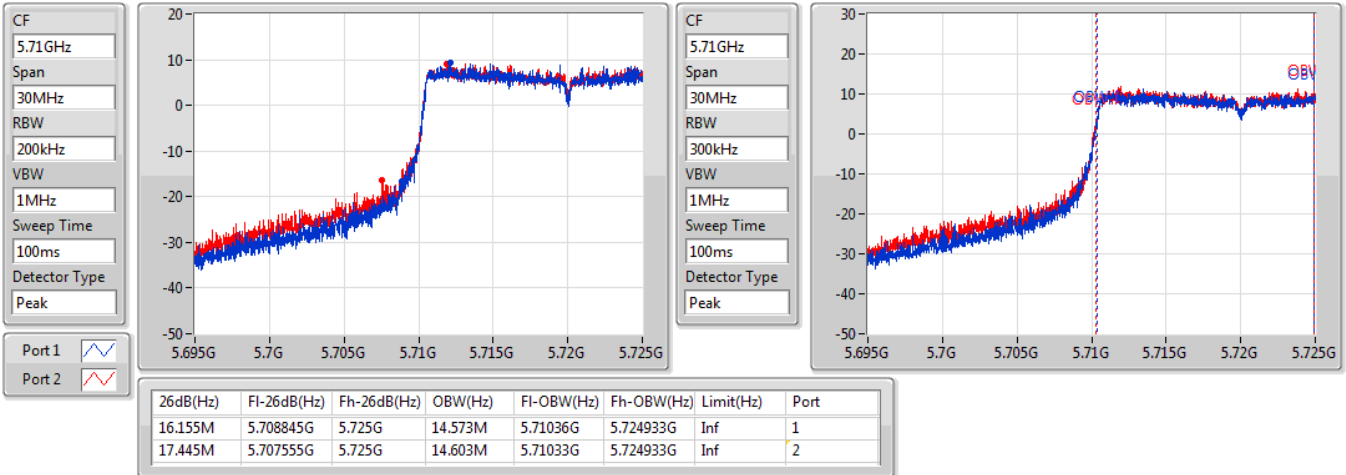 CF
5.71GHz
Span
30MHz
RBW
200kHz
VBW
1MHz
Sweep Time
100ms
Detector Type
Peak
Port 1
Port 2
20
10
0
-10
-20
-30
-40
-50
5.695G 5.7G 5.705G 5.71G 5.715G 5.72G 5.725G
CF
5.71GHz
Span
30MHz
RBW
300kHz
VBW
1MHz
Sweep Time
100ms
Detector Type
Peak
30
20
10
0
-10
-20
-30
-40
-50
OBW
OBV
5.695G 5.7G 5.705G 5.71G 5.715G 5.72G 5.725G
26dB(Hz) Fl-26dB(Hz) Fh-26dB(Hz) OBW(Hz) Fl-OBW(Hz) Fh-OBW(Hz) Limit(Hz) Port
16.155M 5.708845G 5.725G 14.573M 5.71036G 5.724933G Inf 1
17.445M 5.707555G 5.725G 14.603M 5.71033G 5.724933G Inf 2